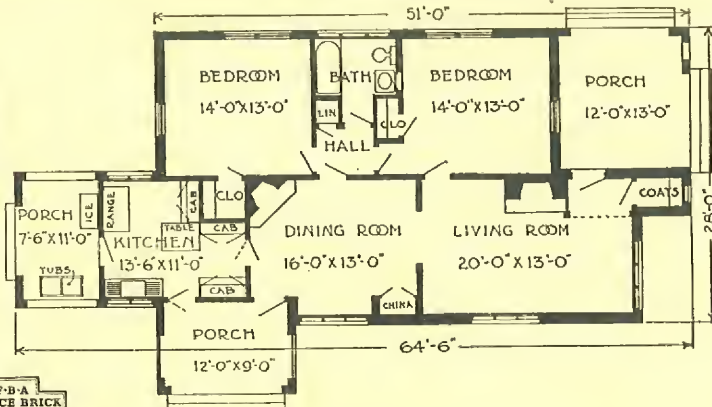 51'-0"
BEDROOM
14'-0"X13'-0"
BATH
BEDROOM
14'-0"X13'-0"
PORCH
12'-0"X13'-0"
LIN
CLO
HALL
COATS
28'-0"
PORCH
7'-6"X11'-0"
ICE
RANGE
CAB
TABLE
CLO
CAB
KITCHEN
13'-6"X11'-0"
TUBS
CAB
DINING ROOM
16'-0"X13'-0"
LIVING ROOM
20'-0"X13'-0"
CHINA
PORCH
12'-0"X9'-0"
64'-6"
B-A
CE BRICK